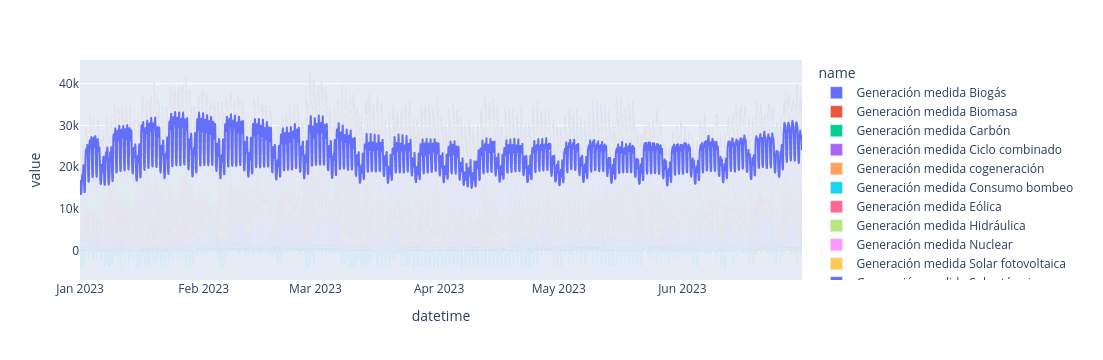 name
Generación medida Biogás
Generación medida Biomasa
Generación medida Carbón
Generación medida Ciclo combinado
Generación medida cogeneración
Generación medida Consumo bombeo
Generación medida Eólica
Generación medida Hidráulica
Generación medida Nuclear
Generación medida Solar fotovoltaica
40k
30k
20k
10k
0
value
Jan 2023 Feb 2023 Mar 2023 Apr 2023 May 2023 Jun 2023
datetime